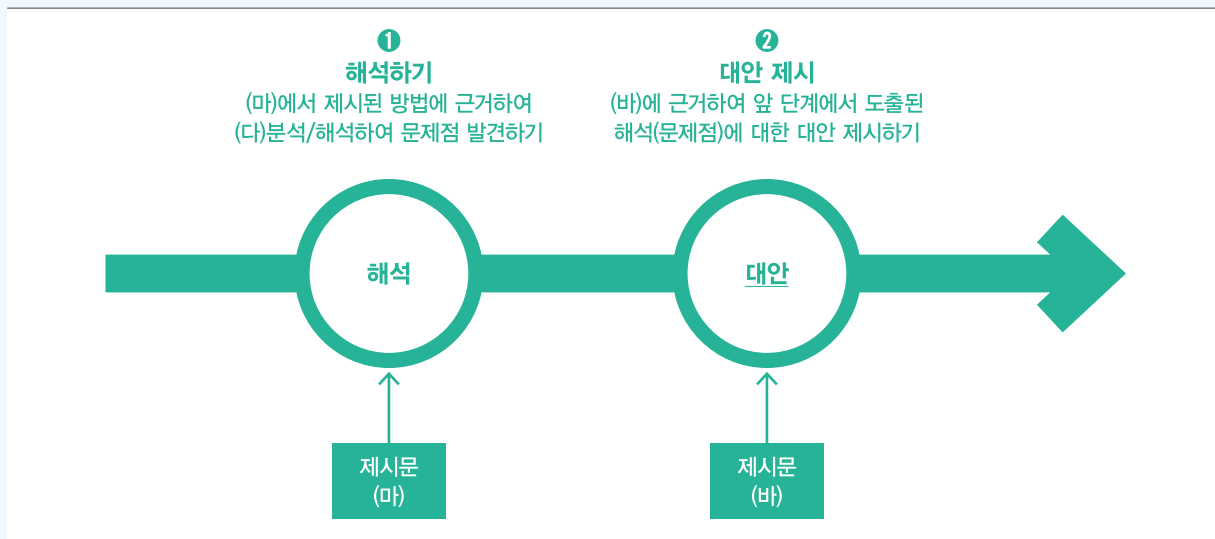 ❶
해석하기
(마)에서 제시된 방법에 근거하여
(다)분석/해석하여 문제점 발견하기
❷
대안 제시
(바)에 근거하여 앞 단계에서 도출된
해석(문제점)에 대한 대안 제시하기
해석
대안
제시문
(마)
제시문
(바)